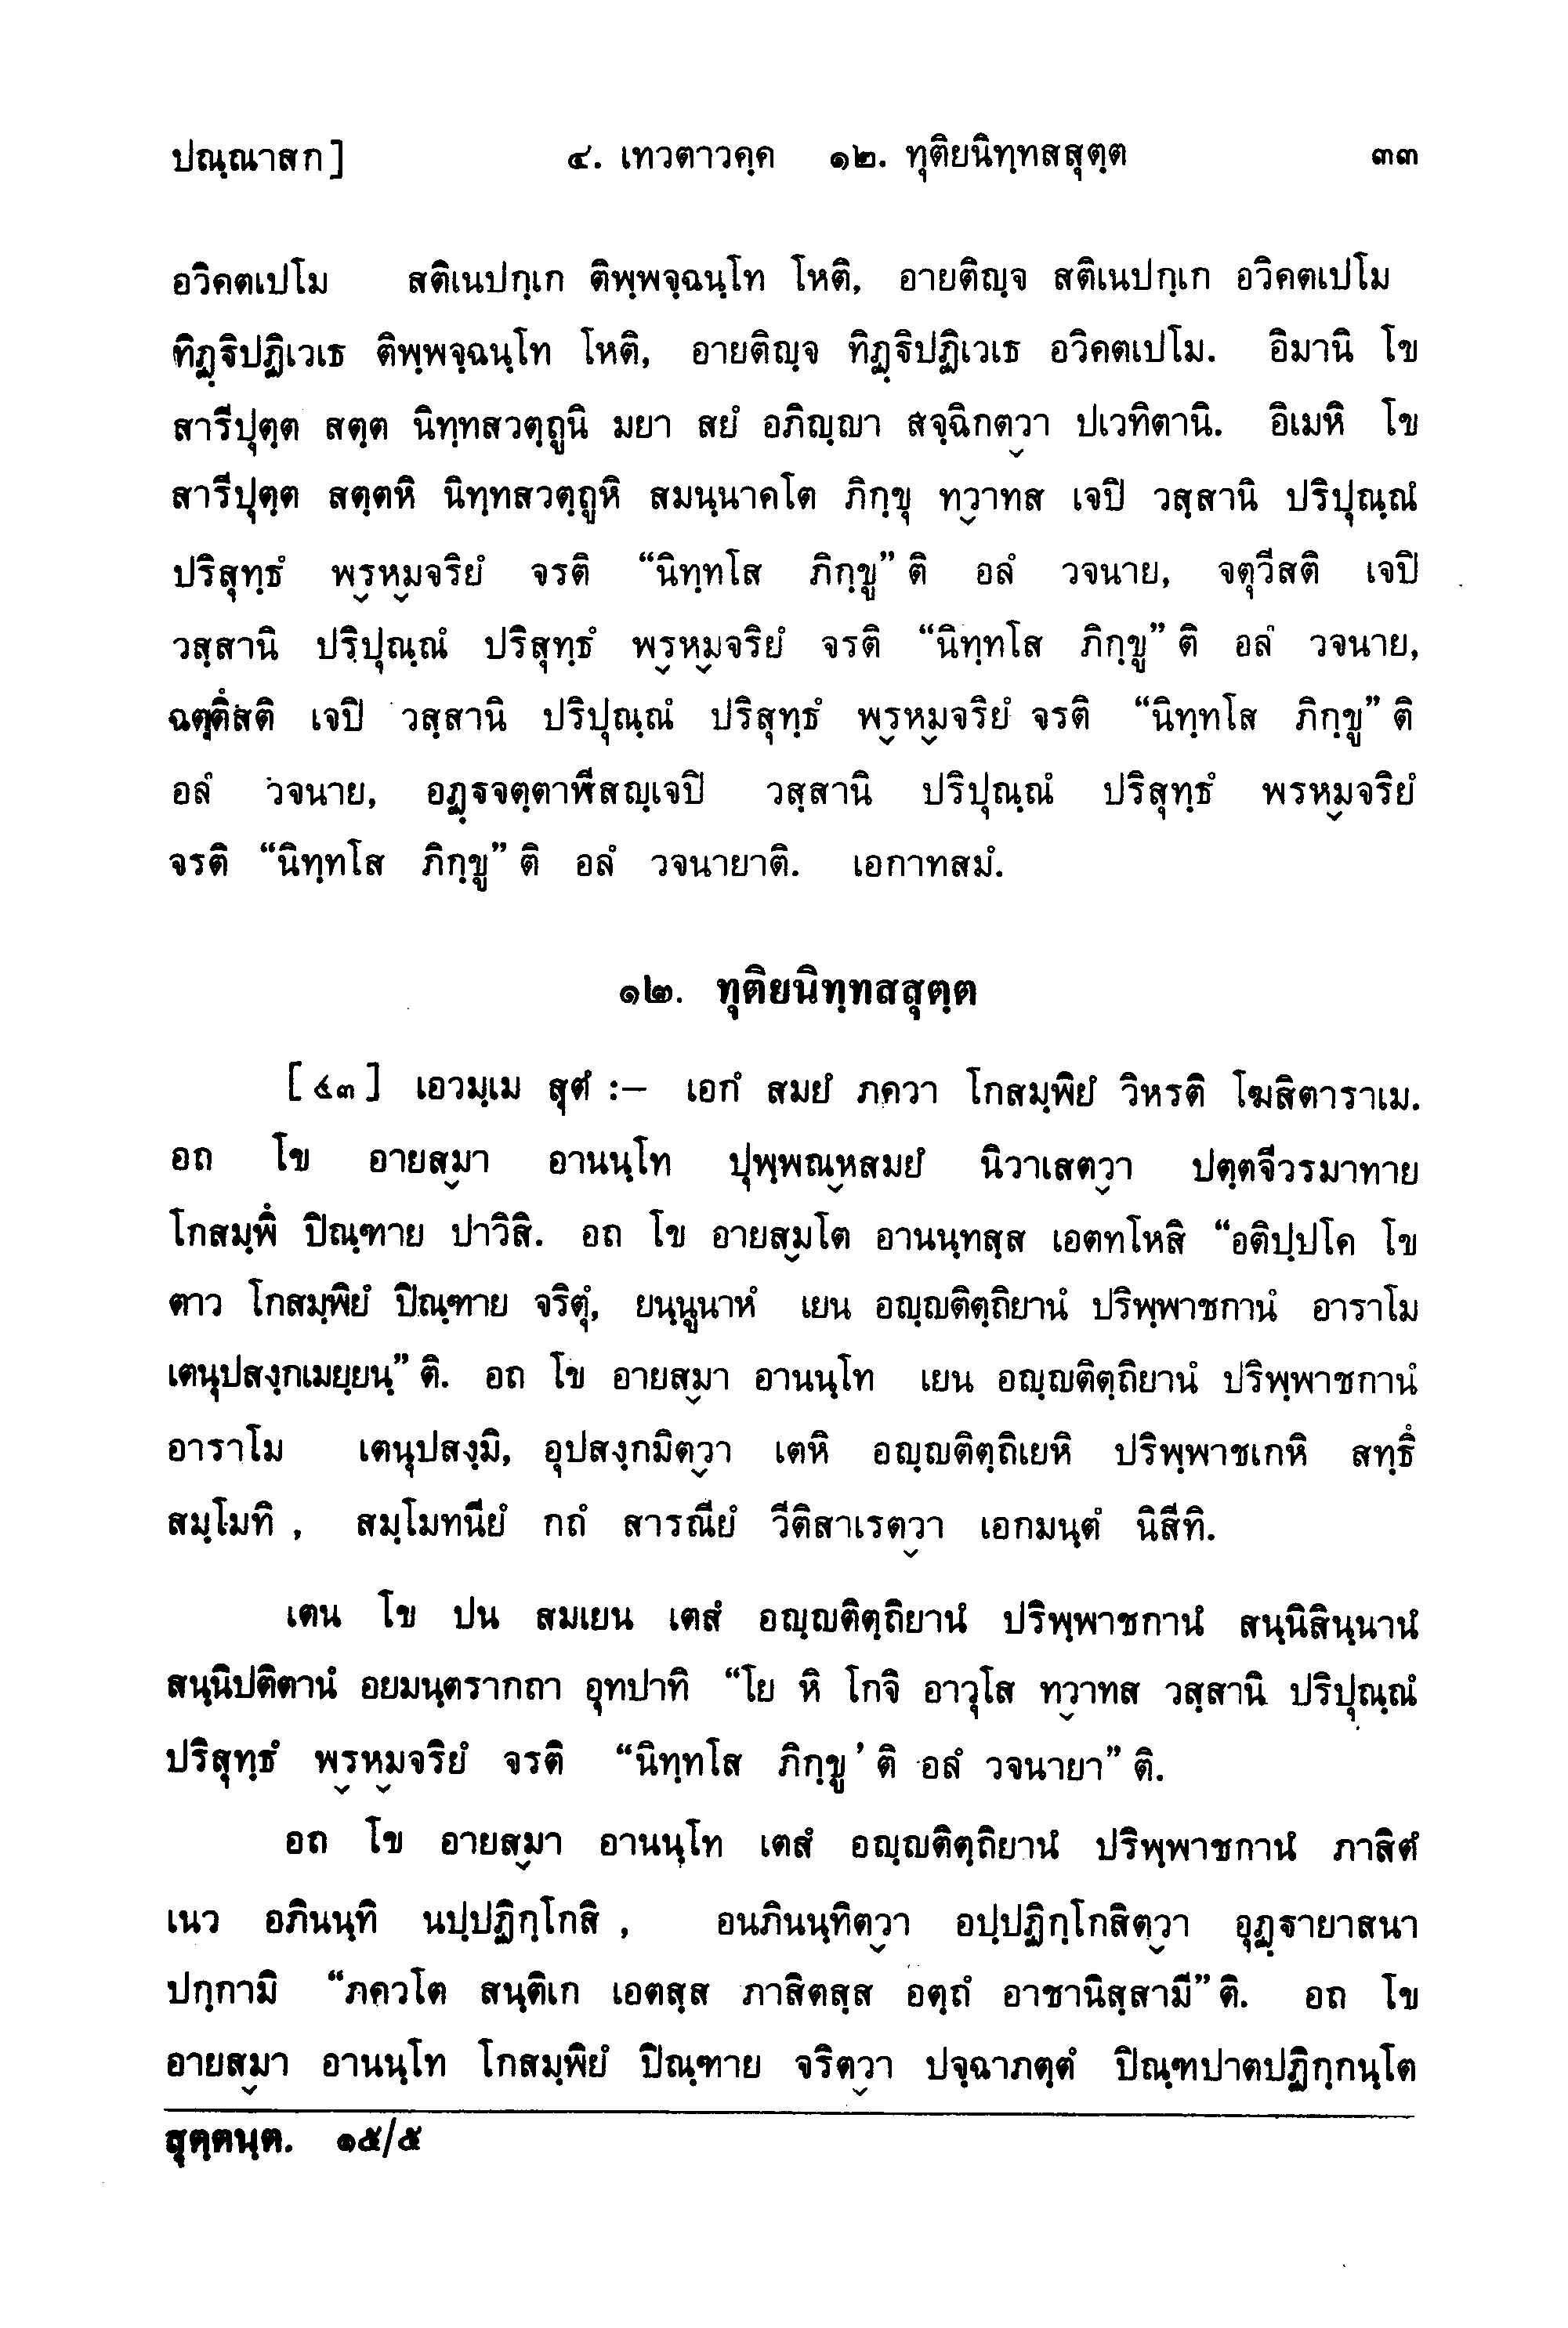 ปณฺณาสก]	๔. เทวตาวคฺค ๑๒. ทุติยนิทฺทสสุตฺต	๓๓
อวิคตเปโม สติเนปกฺเก ติพฺพจฺฉนฺโท โหติ, อายติญฺจ สติเนปกฺเก อวิคตเปโม
ทิฏฺฐิปฏิเวเธ ติพฺพจฺฉนฺโท โหติ, อายติญฺจ ทิฏฺฐิปฏิเวเธ อวิคตเปโม. อิมานิ โข
สารีปุตฺต สตฺต นิทฺทสวตฺถูนิ มยา สยํ อภิญฺญา สจฺฉิกตฺวา ปเวทิตานิ. อิเมหิ โข
สารีปุตฺต สตฺตหิ นิทฺทสวตฺถูหิ สมนฺนาคโต ภิกฺขุ ทฺวาทส เจปิ วสฺสานิ ปริปุณฺณํ
ปริสุทฺธํ พฺรหฺมจริยํ จรติ “นิทฺทโส ภิกฺขู” ติ อลํ วจนาย, จตุวีสติ เจปิ
วสฺสานิ ปริปุณฺณํ ปริสุทฺธํ พฺรหฺมจริยํ จรติ “นิทฺทโส ภิกฺขู” ติ อลํ วจนาย,
ฉตฺตึสติ เจปิ วสฺสานิ ปริปุณฺณํ ปริสุทฺธํ พฺรหฺมจริยํ จรติ “นิทฺทโส ภิกฺขู” ติ
อลํ วจนาย, อฏฺฐจตฺตาฬีสญฺเจปิ วสฺสานิ ปริปุณฺณํ ปริสุทฺธํ พรหฺมจริยํ
จรติ “นิทฺทโส ภิกฺขู” ติ อลํ วจนายาติ. เอกาทสมํ.
๑๒. ทุติยนิทฺทสสุตฺต
[๔๓] เอวมฺเม สุตํ :— เอกํ สมยํ ภควา โกสมฺพิยํ วิหรติ โฆสิตาราเม.
อถ โข อายสฺมา อานนฺโท ปุพฺพณฺหสมยํ นิวาเสตฺวา ปตฺตจีวรมาทาย
โกสมฺพึ ปิณฺฑาย ปาวิสิ. อถ โข อายสฺมโต อานนฺทสฺส เอตทโหสิ “อติปฺปโค โข
ตาว โกสมฺพิยํ ปิณฺฑาย จริตุํ, ยนฺนูนาหํ เยน อญฺญติตฺถิยานํ ปริพฺพาชกานํ อาราโม
เตนุปสงฺกเมยฺยนฺ” ติ. อถ โข อายสฺมา อานนฺโท เยน อญฺญติตฺถิยานํ ปริพฺพาชกานํ
อาราโม เตนุปสงฺมิ, อุปสงฺกมิตฺวา เตหิ อญฺญติตฺถิเยหิ ปริพฺพาชเกหิ สทฺธึ
สมฺโมทิ , สมฺโมทนียํ กถํ สารณียํ วีติสาเรตฺวา เอกมนฺตํ นิสีทิ.
เตน โข ปน สมเยน เตสํ อญฺญติตฺถิยานํ ปริพฺพาชกานํ สนฺนิสินฺนานํ
สนฺนิปติตานํ อยมนฺตรากถา อุทปาทิ “โย หิ โกจิ อาวุโส ทฺวาทส วสฺสานิ ปริปุณฺณํ
ปริสุทฺธํ พฺรหฺมจริยํ จรติ “นิทฺทโส ภิกฺขู ’ ติ อลํ วจนายา” ติ.
อถ โข อายสฺมา อานนฺโท เตสํ อญฺญติตฺถิยานํ ปริพฺพาชกานํ ภาสิตํ
เนว อภินนฺทิ นปฺปฏิกฺโกสิ , อนภินนฺทิตฺวา อปฺปฏิกฺโกสิตฺวา อุฏฺฐายาสนา
ปกฺกามิ “ภควโต สนฺติเก เอตสฺส ภาสิตสฺส อตฺถํ อาชานิสฺสามี” ติ. อถ โข
อายสฺมา อานนฺโท โกสมฺพิยํ ปิณฺฑาย จริตฺวา ปจฺฉาภตฺตํ ปิณฺฑปาตปฏิกฺกนฺโต
สุตฺตนฺต. ๑๕/๕